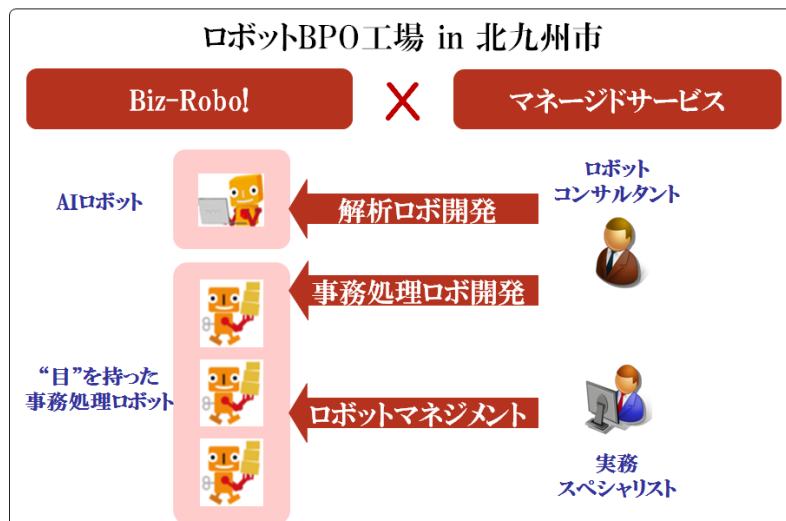 ロボットBPO工場 in 北九州市
Biz-Robo!
マネージドサービス
AIロボット
解析ロボ開発
ロボット
コンサルタント
事務処理ロボ開発
“目”を持った
事務処理ロボット
ロボットマネジメント
実務
スペシャリスト